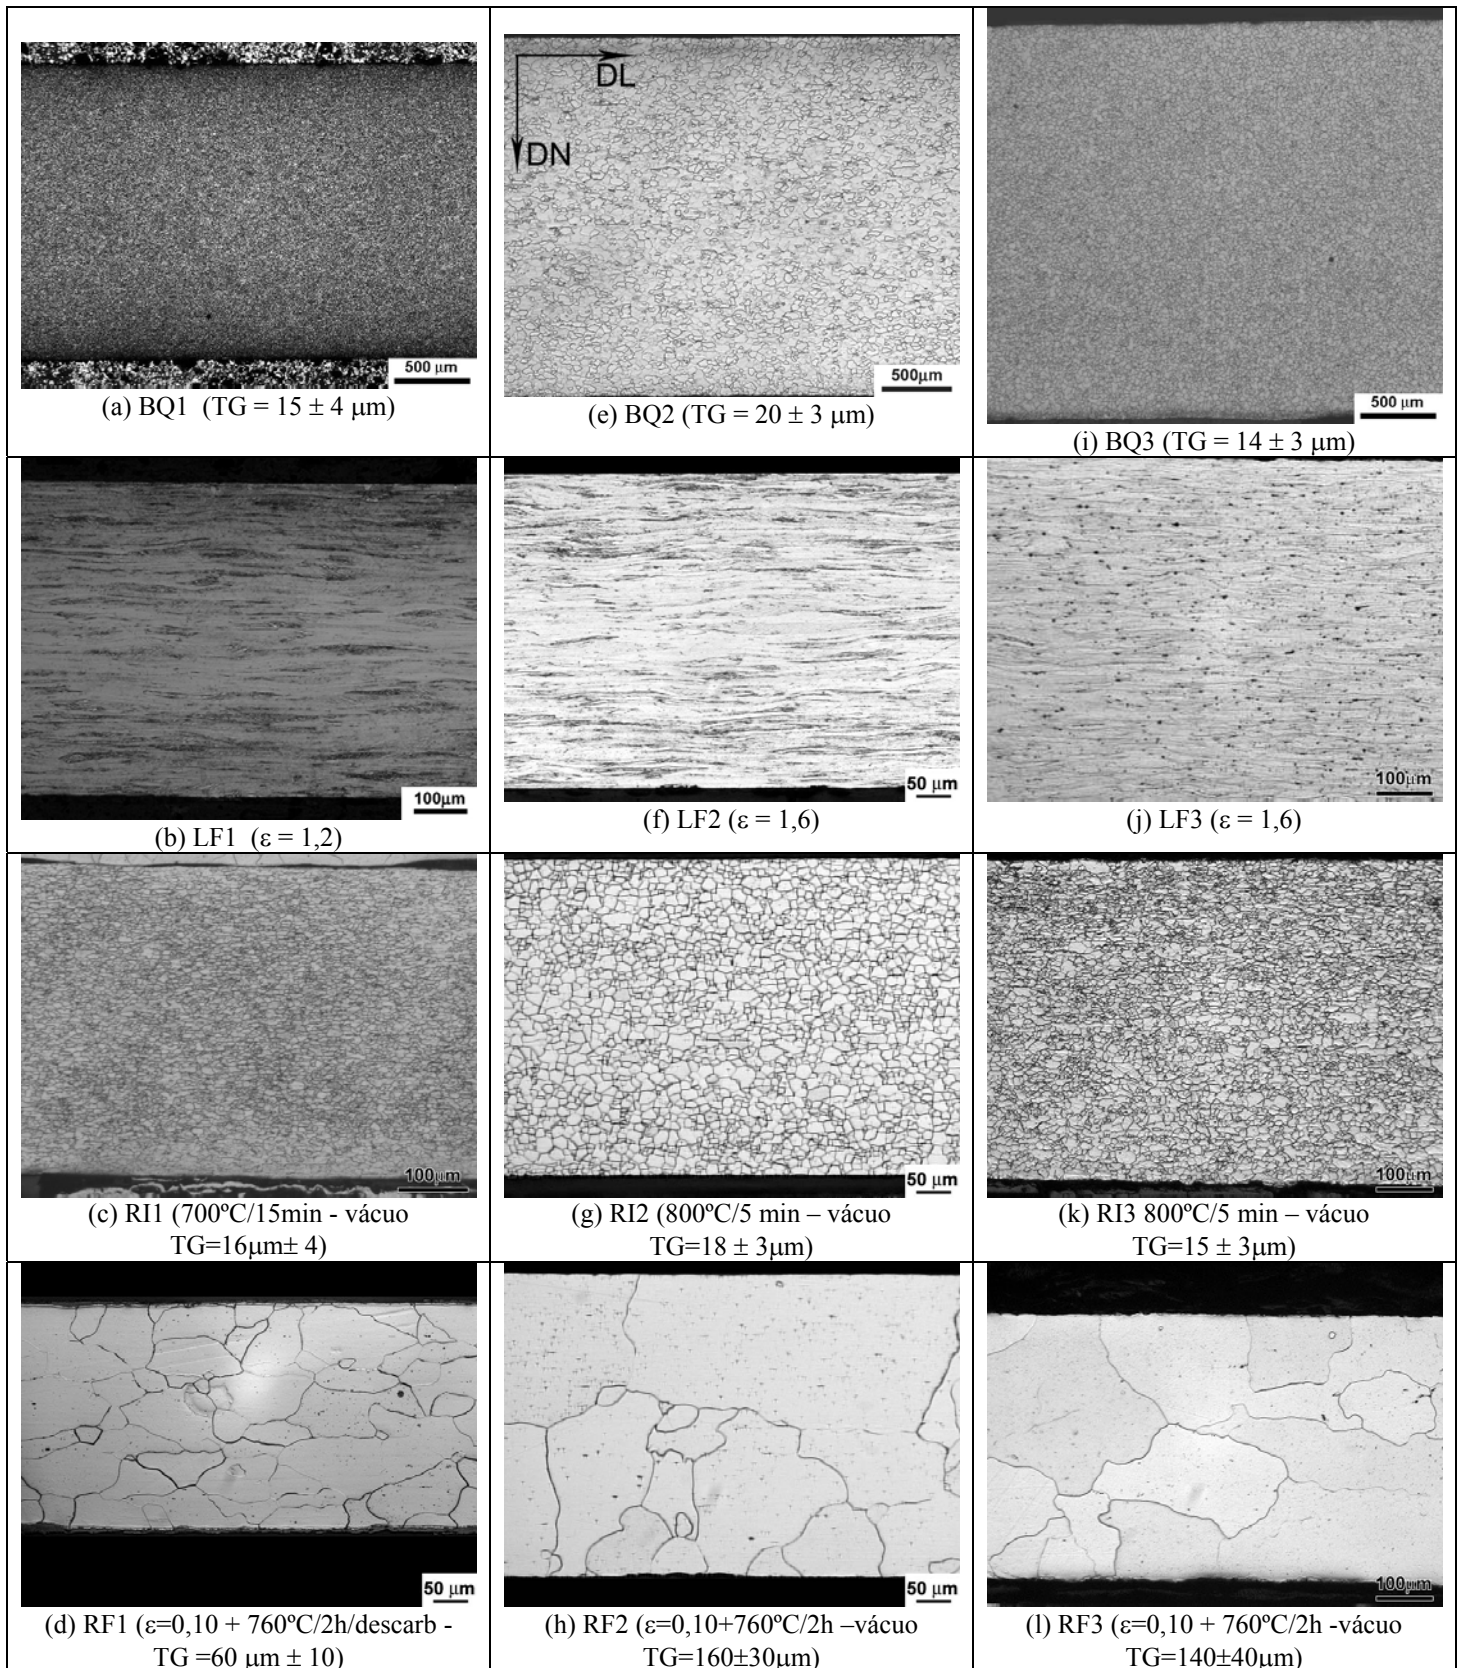 DL
DN
500 μm
500μm
500 μm
(a) BQ1 (TG = 15 ± 4 μm)
(e) BQ2 (TG = 20 ± 3 μm)
(i) BQ3 (TG = 14 ± 3 μm)
100μm
50 μm
100μm
(b) LF1 (ε = 1,2)
(f) LF2 (ε = 1,6)
(j) LF3 (ε = 1,6)
100μm
50 μm
100μm
(c) RI1 (700ºC/15min - vácuo
TG=16μm± 4)
(g) RI2 (800ºC/5 min – vácuo
TG=18 ± 3μm)
(k) RI3 800ºC/5 min – vácuo
TG=15 ± 3μm)
50 μm
50 μm
100μm
(d) RF1 (ε=0,10 + 760ºC/2h/descarb -
TG =60 μm ± 10)
(h) RF2 (ε=0,10+760ºC/2h –vácuo
TG=160±30μm)
(l) RF3 (ε=0,10 + 760ºC/2h -vácuo
TG=140±40μm)